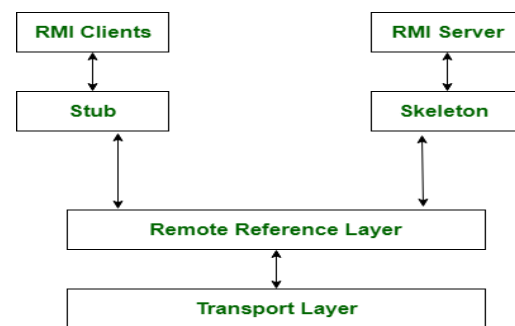 RMI Clients
RMI Server
Stub
Skeleton
Remote Reference Layer
Transport Layer